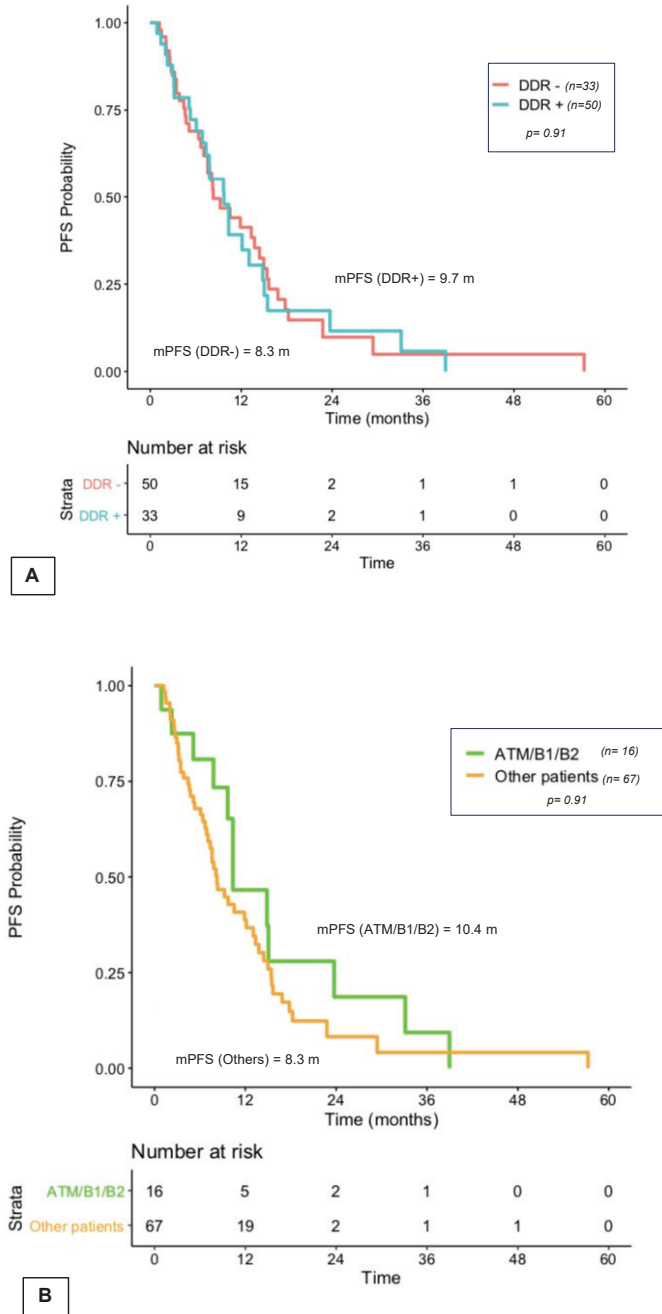 1.00
0.75
0.50
0.25
0.00
PFS Probability
DDR - (n=33)
DDR + (n=50)
p= 0.91
mPFS (DDR+) = 9.7 m
mPFS (DDR-) = 8.3 m
0 12 24 36 48 60
Time (months)
Number at risk
Strata
DDR - 50 15 2 1 1 0
DDR + 33 9 2 1 0 0
0 12 24 36 48 60
Time
A
1.00
0.75
0.50
0.25
0.00
PFS Probability
ATM/B1/B2 (n= 16)
Other patients (n= 67)
p= 0.91
mPFS (ATM/B1/B2) = 10.4 m
mPFS (Others) = 8.3 m
0 12 24 36 48 60
Time (months)
Number at risk
Strata
ATM/B1/B2 16 5 2 1 0 0
Other patients 67 19 2 1 1 0
0 12 24 36 48 60
Time
B